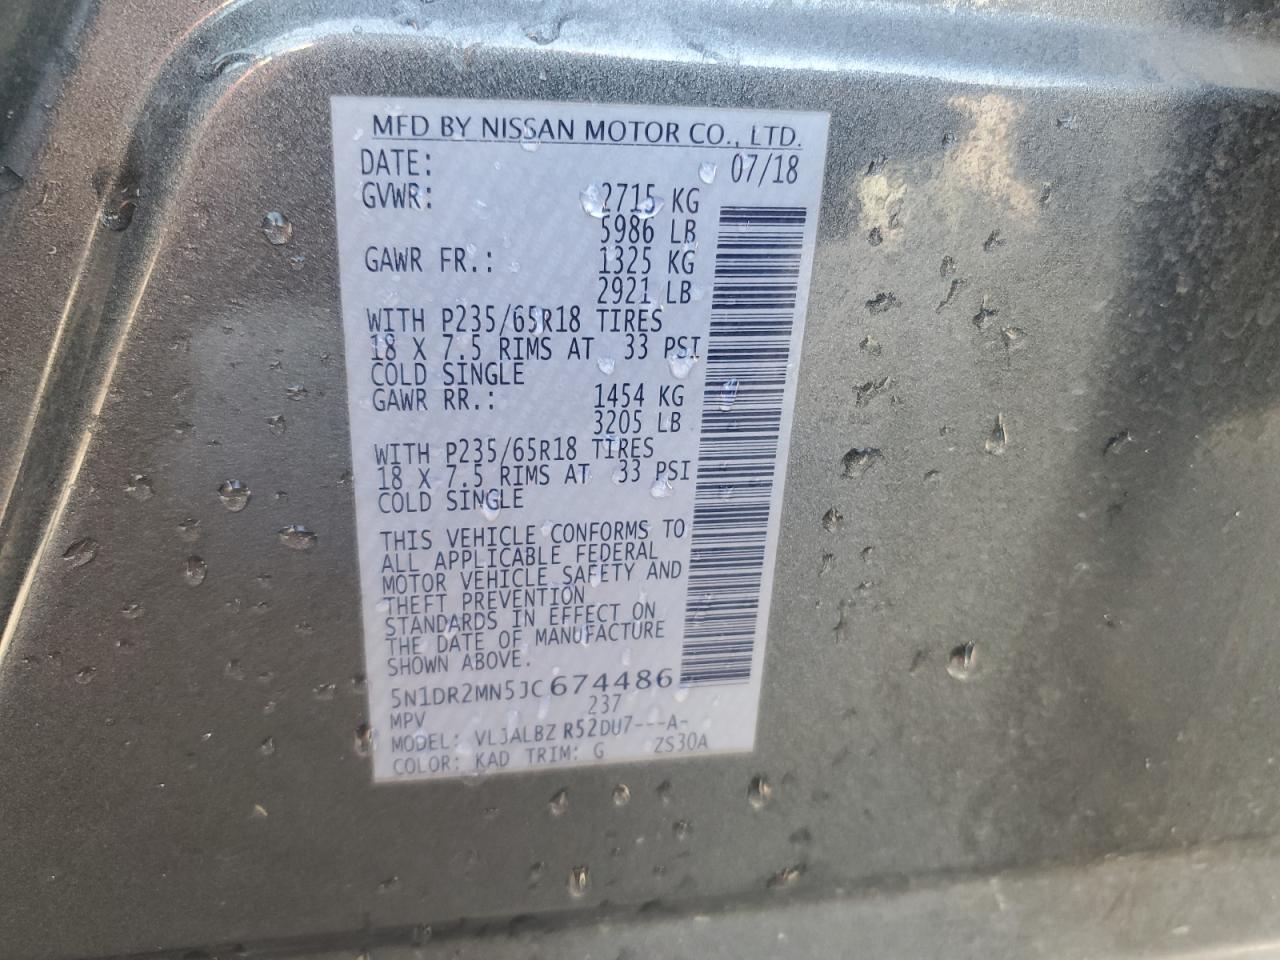 MFD BY NISSAN MOTOR CO., LTD.
DATE: 07/18
GVWR: 2715 KG
5986 LB
GAWR FR.: 1325 KG
2921 LB
WITH P235/65R18 TIRES
18 X 7.5 RIMS AT 33 PSI
COLD SINGLE
GAWR RR.: 1454 KG
3205 LB
WITH P235/65R18 TIRES
18 X 7.5 RIMS AT 33 PSI
COLD SINGLE
THIS VEHICLE CONFORMS TO
ALL APPLICABLE FEDERAL
MOTOR VEHICLE SAFETY AND
THEFT PREVENTION
STANDARDS IN EFFECT ON
THE DATE OF MANUFACTURE
SHOWN ABOVE.
5N1DR2MN5JC674486
237
MPV
MODEL: VLJALBZ R52DU7---A-
COLOR: KAD TRIM: G ZS30A